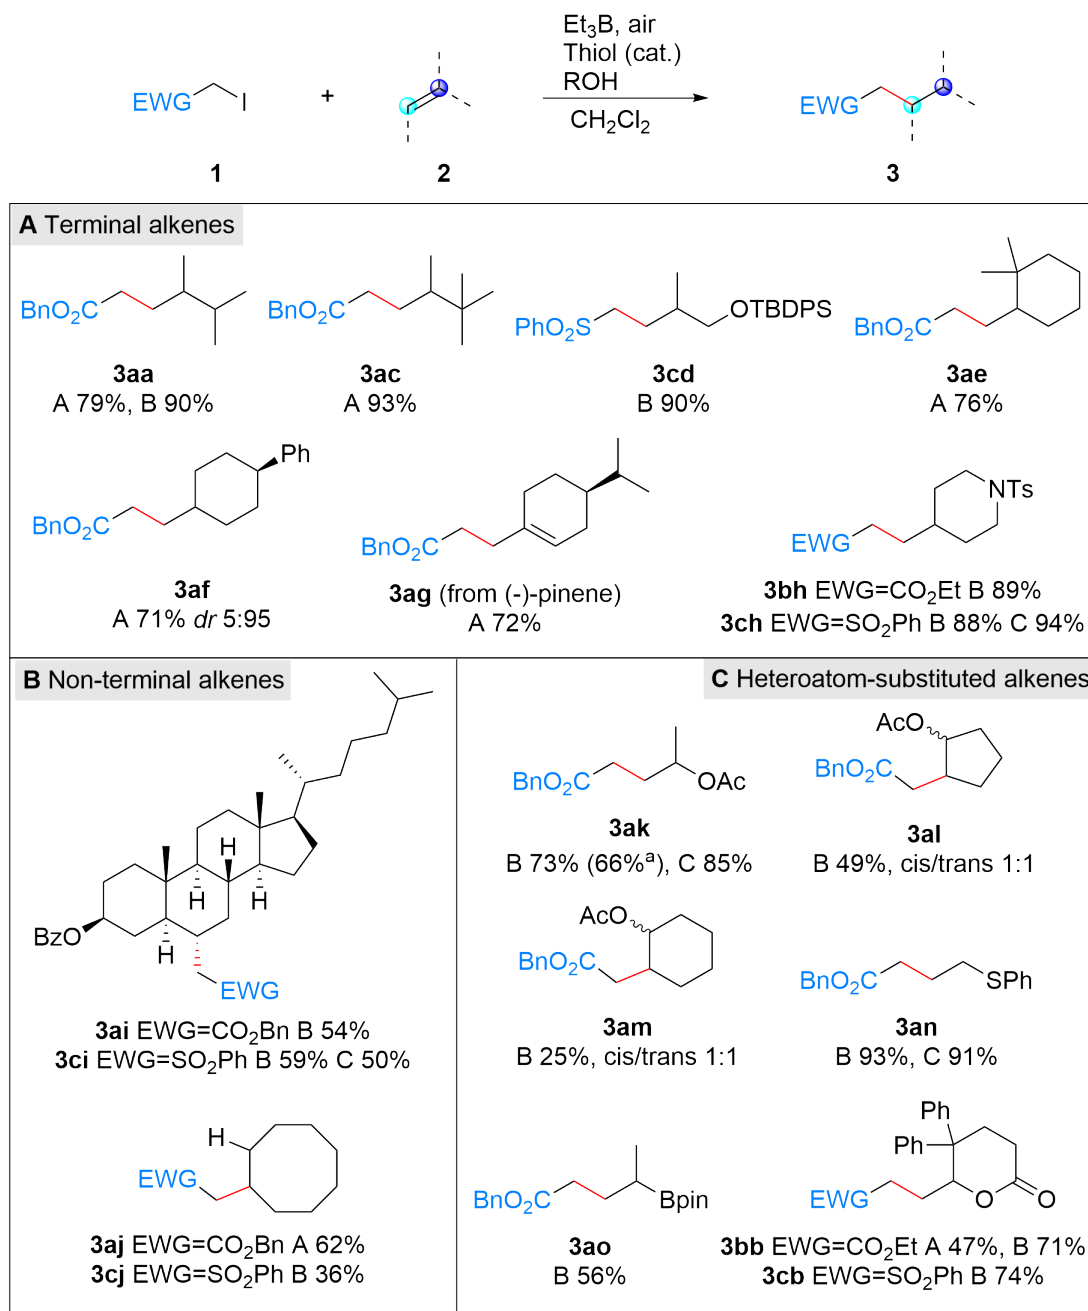 Et₃B, air
Thiol (cat.)
ROH
CH₂Cl₂
EWG I + EWG
1 2 3
A Terminal alkenes
BnO₂C BnO₂C PhO₂S OTBDPS BnO₂C
3aa 3ac 3cd 3ae
A 79%, B 90% A 93% B 90% A 76%
Ph
BnO₂C
3af
A 71% dr 5:95
BnO₂C
3ag (from (-)-pinene)
A 72%
NTs
EWG
3bh EWG=CO₂Et B 89%
3ch EWG=SO₂Ph B 88% C 94%
B Non-terminal alkenes
H
H H
BzO H
EWG
3ai EWG=CO₂Bn B 54%
3ci EWG=SO₂Ph B 59% C 50%
H
EWG
3aj EWG=CO₂Bn A 62%
3cj EWG=SO₂Ph B 36%
C Heteroatom-substituted alkenes
BnO₂C OAc
3ak
B 73% (66%ᵃ), C 85%
AcO
BnO₂C
3al
B 49%, cis/trans 1:1
AcO
BnO₂C
3am
B 25%, cis/trans 1:1
BnO₂C SPh
3an
B 93%, C 91%
BnO₂C Bpin
3ao
B 56%
Ph
Ph
EWG O O
3bb EWG=CO₂Et A 47%, B 71%
3cb EWG=SO₂Ph B 74%